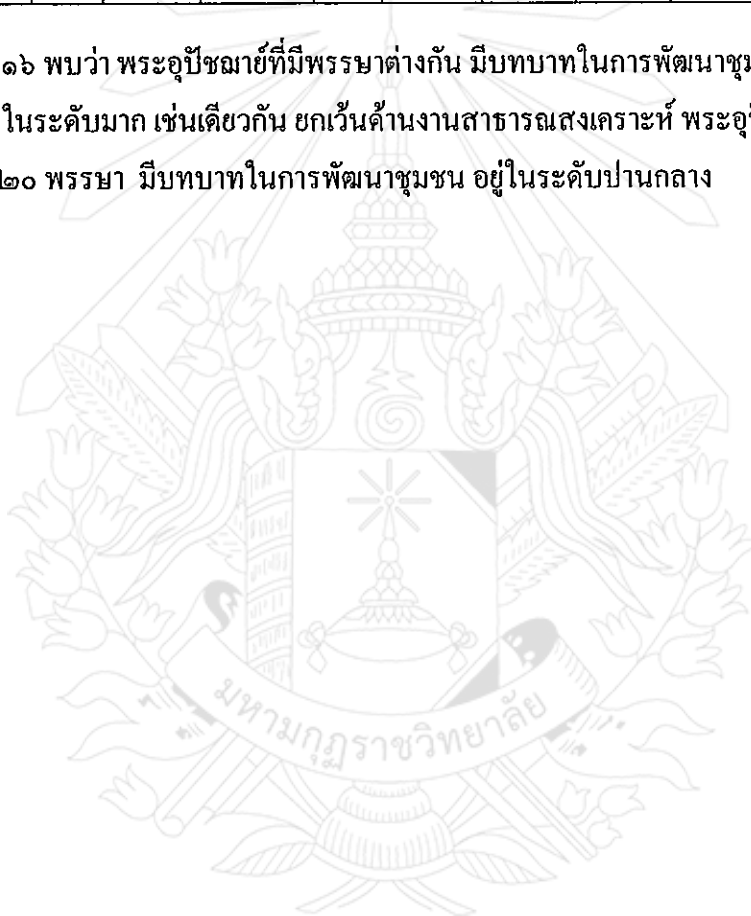 ๑๖ พบว่า พระอุปัชฌาย์ที่มีพรรษาต่างกัน มีบทบาทในการพัฒนาชุม
ในระดับมาก เช่นเดียวกัน ยกเว้นด้านงานสาธารณสงเคราะห์ พระอุ
๒๐ พรรษา มีบทบาทในการพัฒนาชุมชน อยู่ในระดับปานกลาง
มหามกุฏราชวิทยาลัย